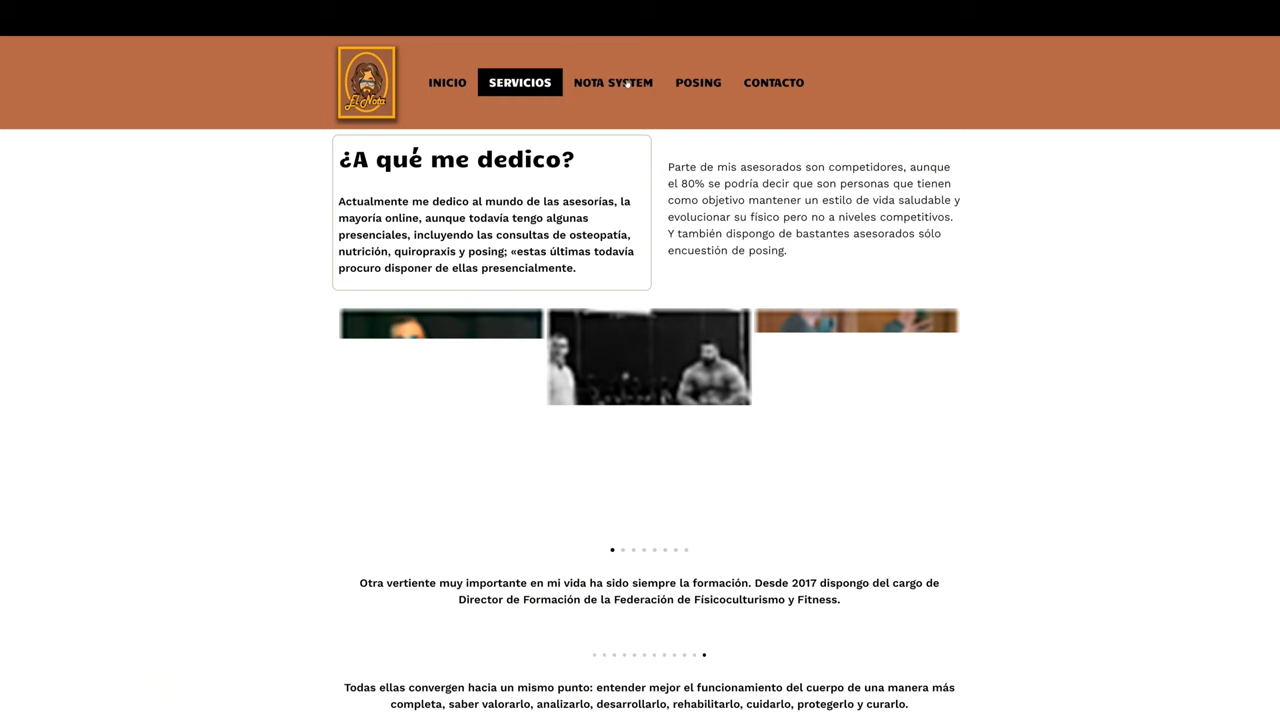 El Nota
INICIO
SERVICIOS
NOTA SYSTEM
POSING
CONTACTO
¿A qué me dedico?
Actualmente me dedico al mundo de las asesorías, la
mayoría online, aunque todavía tengo algunas
presenciales, incluyendo las consultas de osteopatía,
nutrición, quiropraxis y posing; «estas últimas todavía
procuro disponer de ellas presencialmente.
Parte de mis asesorados son competidores, aunque
el 80% se podría decir que son personas que tienen
como objetivo mantener un estilo de vida saludable y
evolucionar su físico pero no a niveles competitivos.
Y también dispongo de bastantes asesorados sólo
encuestión de posing.
Otra vertiente muy importante en mi vida ha sido siempre la formación. Desde 2017 dispongo del cargo de
Director de Formación de la Federación de Físicoculturismo y Fitness.
Todas ellas convergen hacia un mismo punto: entender mejor el funcionamiento del cuerpo de una manera más
completa, saber valorarlo, analizarlo, desarrollarlo, rehabilitarlo, cuidarlo, protegerlo y curarlo.